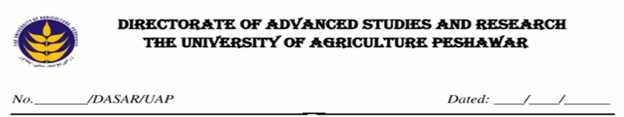 DIRECTORATE OF ADVANCED STUDIES AND RESEARCH
THE UNIVERSITY OF AGRICULTURE PESHAWAR
No._______/DASAR/UAP Dated: ____/____/______